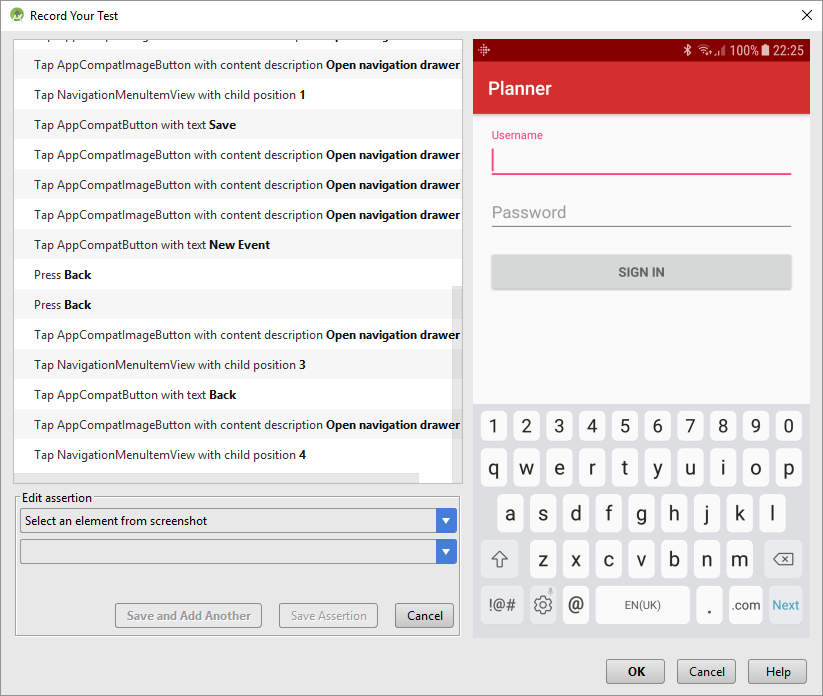 Record Your Test
Tap AppCompatImageButton with content description Open navigation drawer
Tap NavigationMenuItemView with child position 1
Tap AppCompatButton with text Save
Tap AppCompatImageButton with content description Open navigation drawer
Tap AppCompatImageButton with content description Open navigation drawer
Tap AppCompatImageButton with content description Open navigation drawer
Tap AppCompatButton with text New Event
Press Back
Press Back
Tap AppCompatImageButton with content description Open navigation drawer
Tap NavigationMenuItemView with child position 3
Tap AppCompatButton with text Back
Tap AppCompatImageButton with content description Open navigation drawer
Tap NavigationMenuItemView with child position 4
Edit assertion
Select an element from screenshot
Save and Add Another Save Assertion Cancel
100% 22:25
Planner
Username
Password
SIGN IN
1 2 3 4 5 6 7 8 9 0
q w e r t y u i o p
a s d f g h j k l
z x c v b n m
!@# @ EN(UK) . .com Next
OK Cancel Help